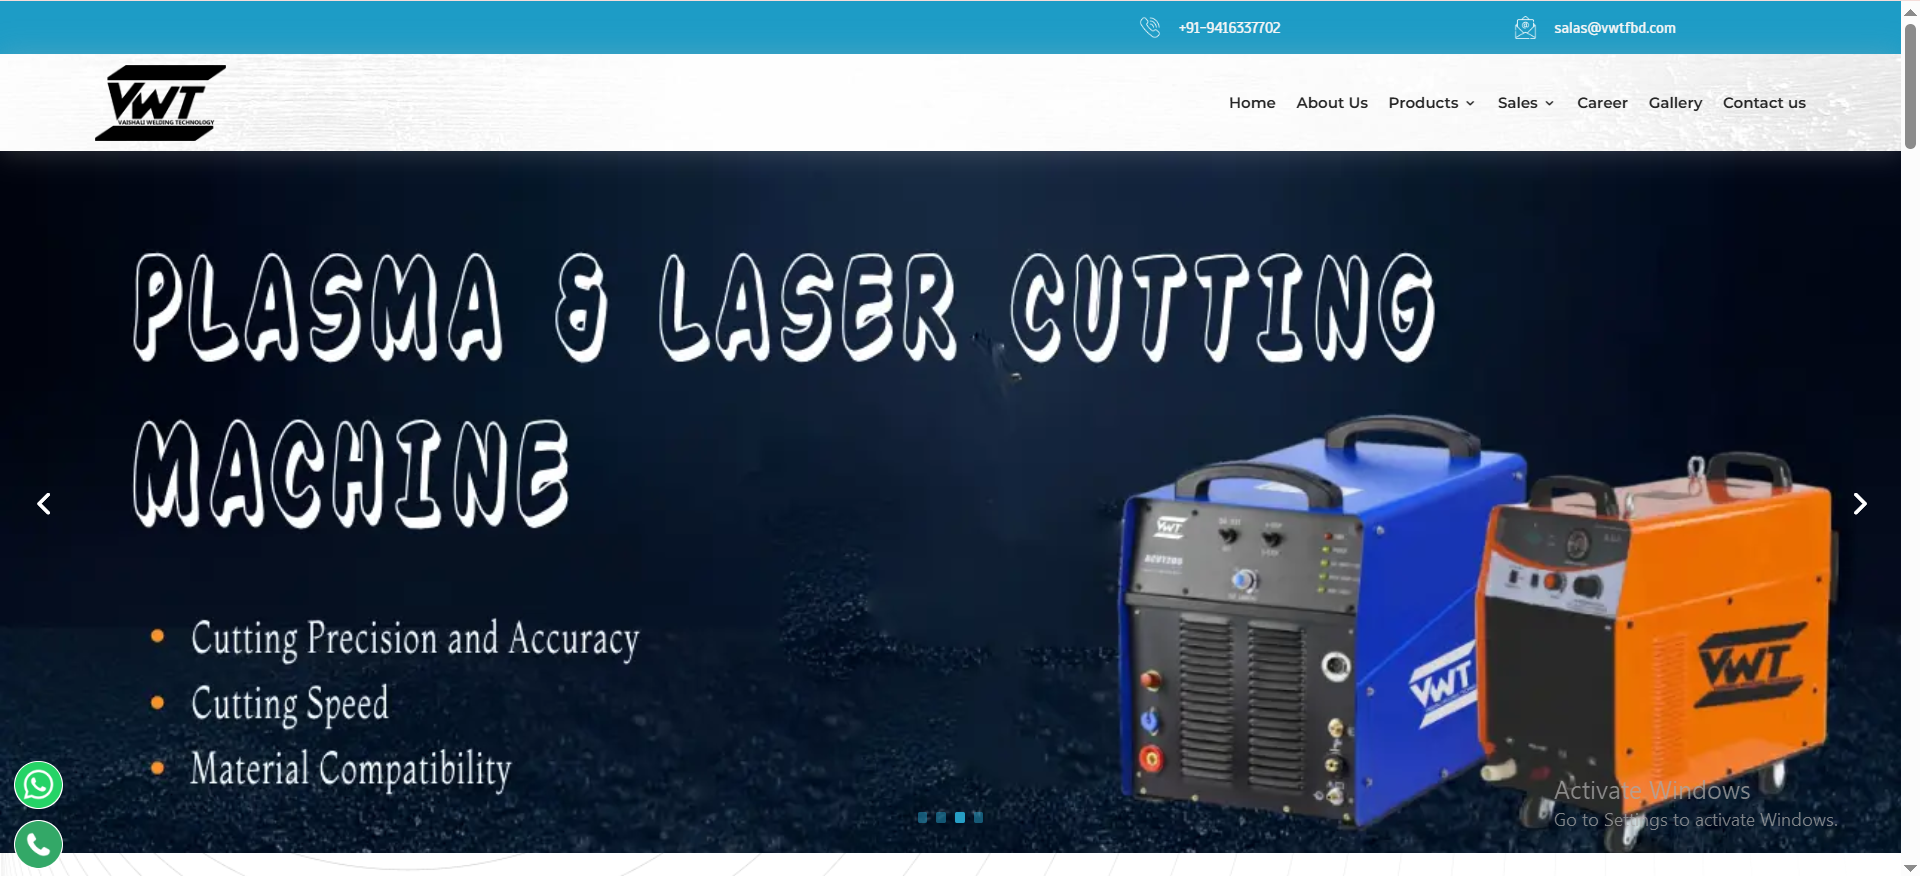 +91-9416337702
salas@vwtfbd.com
VWT
VAISHALI WELDING TECHNOLOGY
Home About Us Products Sales Career Gallery Contact us
PLASMA & LASER CUTTING
MACHINE
Cutting Precision and Accuracy
Cutting Speed
Material Compatibility
VWT
VWT
VWT
Activate Windows
Go to Settings to activate Windows.